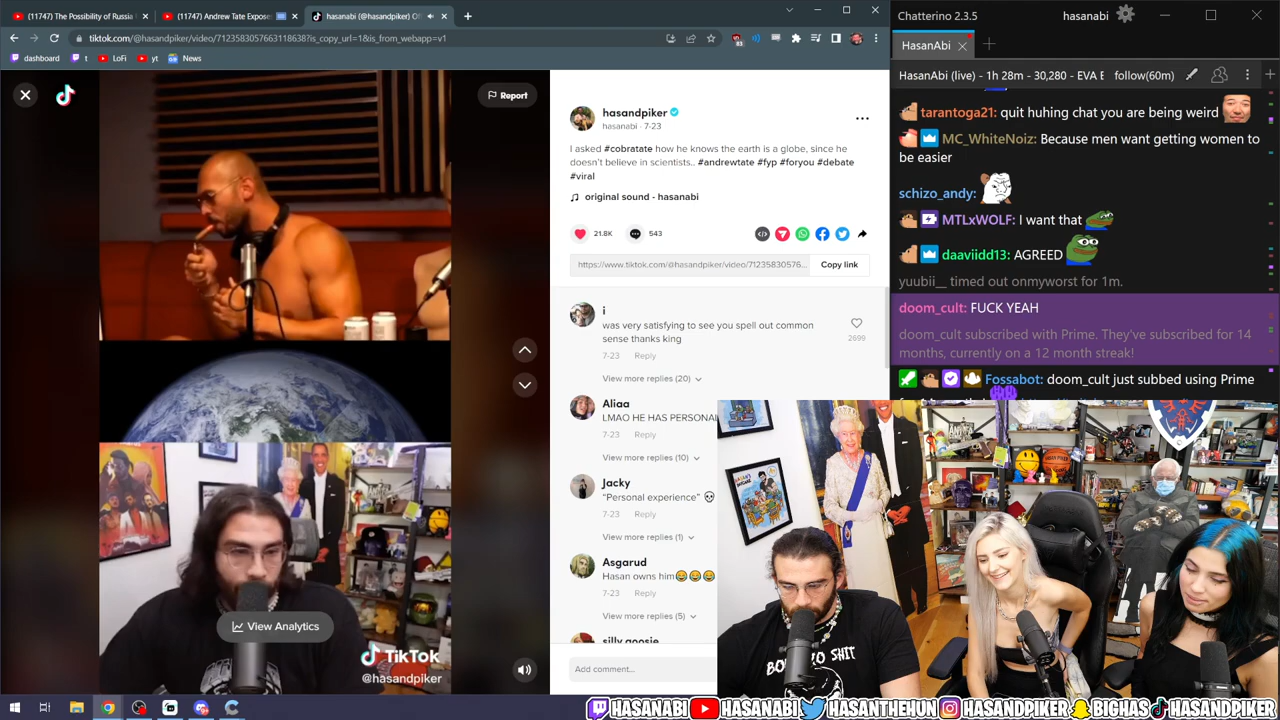 (11747) The Possibility of Russia
(11747) Andrew Tate Expose
hasanabi (@hasandpiker) Of
tiktok.com/@hasandpiker/video/7123583057663118638?is_copy_url=1&is_from_webapp=v1
dashboard
t
LoFi
yt
News
Report
View Analytics
TikTok
@hasandpiker
hasandpiker
hasanabi · 7-23
I asked #cobratate how he knows the earth is a globe, since he
doesn't believe in scientists.. #andrewtate #fyp #foryou #debate
#viral
original sound - hasanabi
21.8K
543
https://www.tiktok.com/@hasandpiker/video/71235830576...
Copy link
i
was very satisfying to see you spell out common
sense thanks king
2699
7-23 Reply
View more replies (20)
Aliaa
LMAO HE HAS PERSONA
7-23 Reply
View more replies (10)
Jacky
“Personal experience” 💀
7-23 Reply
View more replies (1)
Asgarud
Hasan owns him😂😂😂
7-23 Reply
View more replies (5)
silly goosie
Add comment...
Chatterino 2.3.5
hasanabi
HasanAbi
HasanAbi (live) - 1h 28m - 30,280 - EVA E
follow(60m)
tarantoga21: quit huhing chat you are being weird
MC_WhiteNoiz: Because men want getting women to
be easier
schizo_andy:
MTLxWOLF: I want that
daaviidd13: AGREED
yuubii__ timed out onmyworst for 1m.
doom_cult: FUCK YEAH
doom_cult subscribed with Prime. They've subscribed for 14
months, currently on a 12 month streak!
Fossabot: doom_cult just subbed using Prime
HASANABI
HASANABI
HASANTHEHUN
HASANDPIKER
BIGHAS
HASANDPIKER